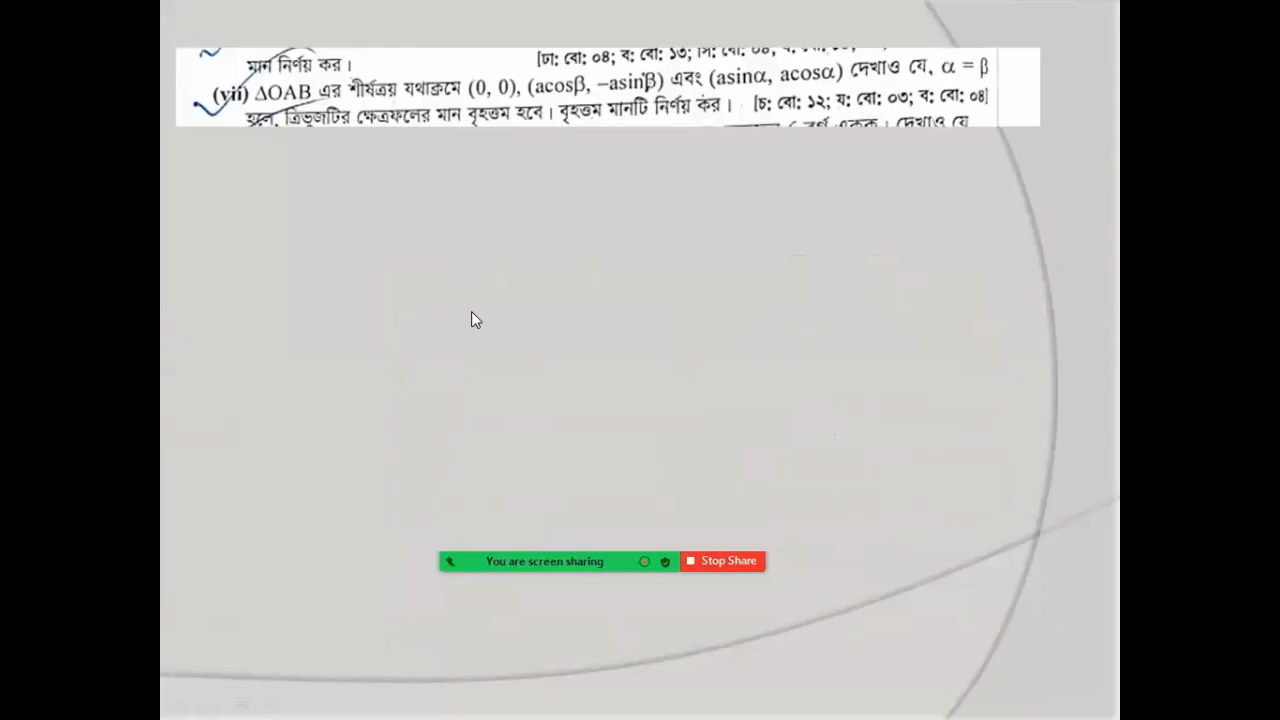 মান নির্ণয় কর। [ঢা: বো: ০৪; ব: বো: ১৩; সি: বো: ০৪;
(vii) ΔOAB এর শীর্ষত্রয় যথাক্রমে (0, 0), (acosβ, −asinβ) এবং (asinα, acosα) দেখাও যে, α = β
হলে, ত্রিভুজটির ক্ষেত্রফলের মান বৃহত্তম হবে। বৃহত্তম মানটি নির্ণয় কর। [চ: বো: ১২; য: বো: ০৩; ব: বো: ০৪]
বর্গ একক। দেখাও যে
You are screen sharing Stop Share